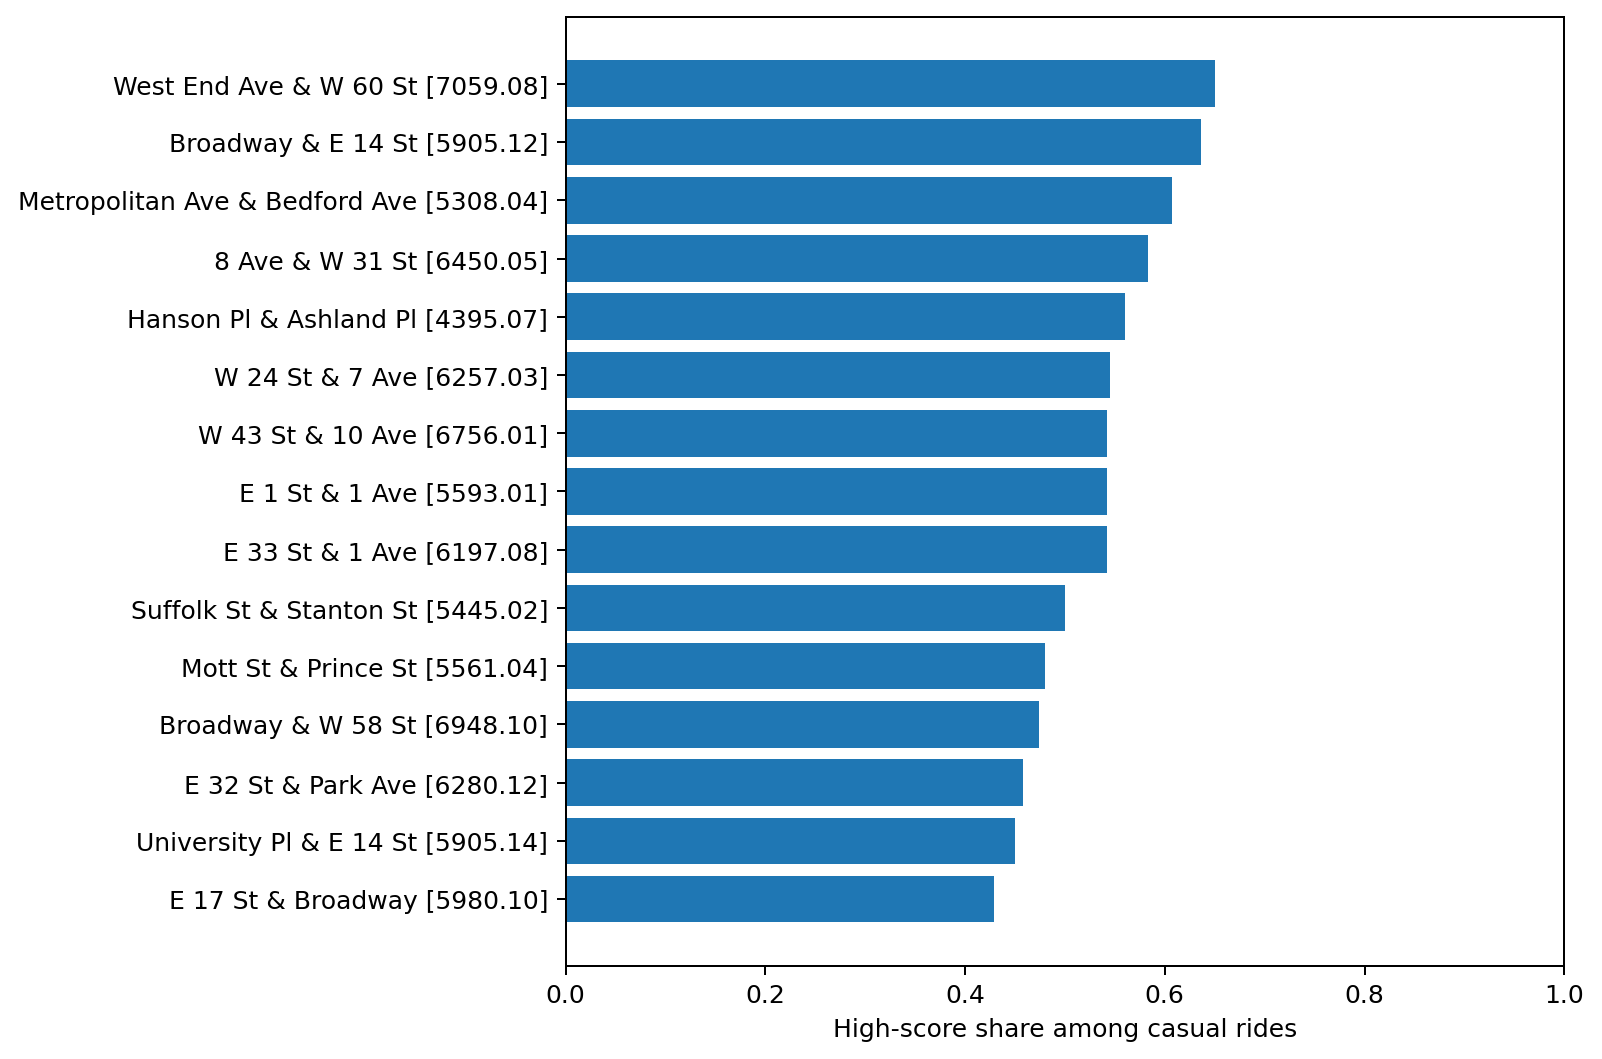 West End Ave & W 60 St [7059.08]
Broadway & E 14 St [5905.12]
Metropolitan Ave & Bedford Ave [5308.04]
8 Ave & W 31 St [6450.05]
Hanson Pl & Ashland Pl [4395.07]
W 24 St & 7 Ave [6257.03]
W 43 St & 10 Ave [6756.01]
E 1 St & 1 Ave [5593.01]
E 33 St & 1 Ave [6197.08]
Suffolk St & Stanton St [5445.02]
Mott St & Prince St [5561.04]
Broadway & W 58 St [6948.10]
E 32 St & Park Ave [6280.12]
University Pl & E 14 St [5905.14]
E 17 St & Broadway [5980.10]
0.0 0.2 0.4 0.6 0.8 1.0
High-score share among casual rides